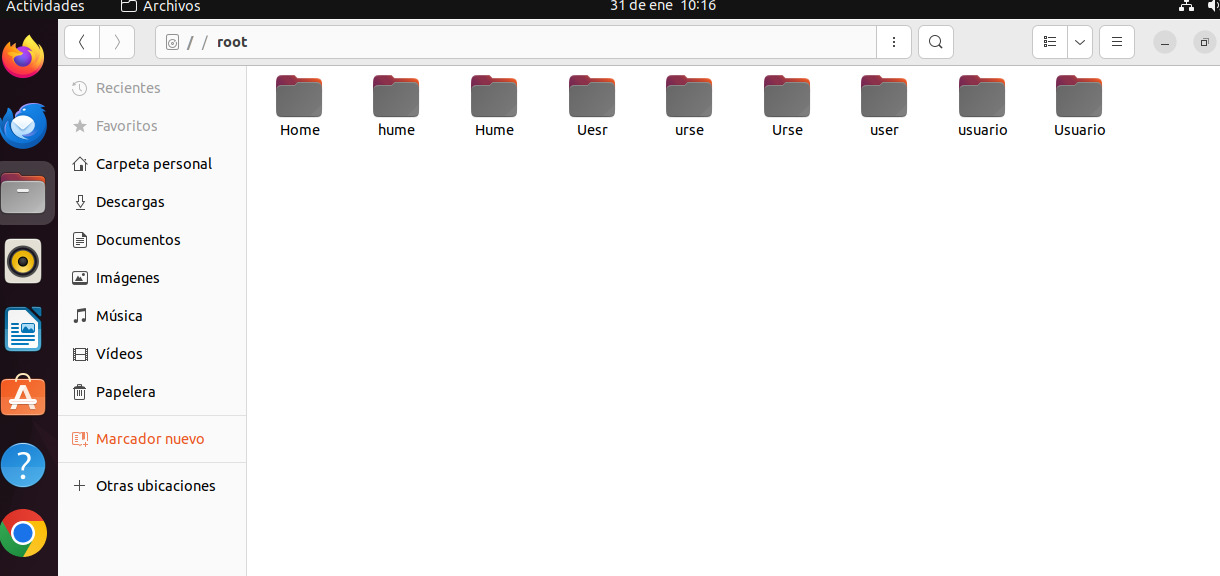 Actividades Archivos 31 de ene 10:16
/ / root
Recientes
Favoritos
Carpeta personal
Descargas
Documentos
Imágenes
Música
Vídeos
Papelera
Marcador nuevo
Otras ubicaciones
Home hume Hume Uesr urse Urse user usuario Usuario